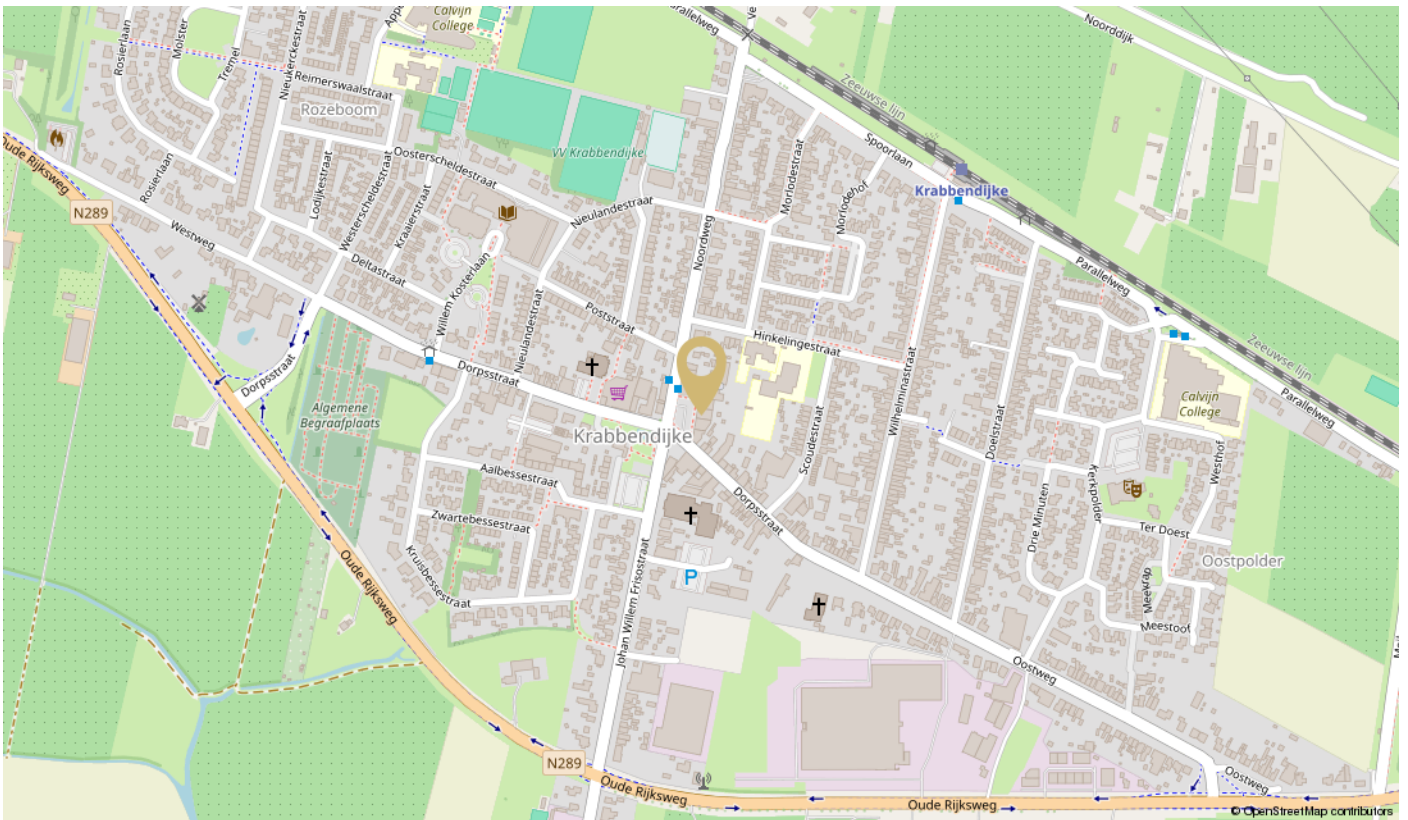 Parallelweg
Noorddijk
Calvijn
College
Rosierlaan
Molster
Tremel
Nieukerckestraat
Reimerswaalstraat
Rozeboom
Zeeuwse lijn
Oosterscheldestraat
VV Krabbendijke
Morlodestraat
Spoorlaan
Krabbendijke
Oude Rijksweg
N289
Rosierlaan
Lodijkestraat
Westerscheldestraat
Kraaierstraat
Nieulandestraat
Morlodehof
Westweg
Noordweg
Deltastraat
Willem Kosterlaan
Parallelweg
Nieulandestraat
Poststraat
Hinkelingestraat
Zeeuwse lijn
Dorpsstraat
Dorpsstraat
Wilhelminastraat
Calvijn
College
Parallelweg
Algemene
Begraafplaats
Krabbendijke
Scoudestraat
Doelstraat
Westhof
Aalbessestraat
Kerkpolder
Dorpsstraat
Zwartebessestraat
Drie Minuten
Ter Doest
Oostpolder
Oude Rijksweg
Kruisbessestraat
Johan Willem Frisostraat
P
Meekrap
Meestoof
Oostweg
N289
Oude Rijksweg
Oostweg
Oude Rijksweg
© OpenStreetMap contributors